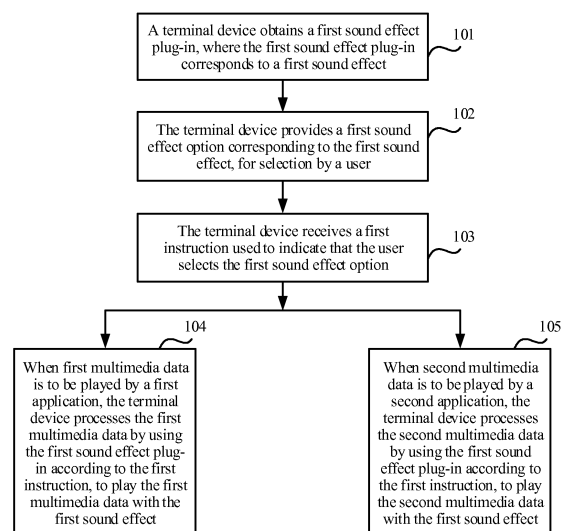 A terminal device obtains a first sound effect
plug-in, where the first sound effect plug-in
corresponds to a first sound effect
101
The terminal device provides a first sound
effect option corresponding to the first sound
effect, for selection by a user
102
The terminal device receives a first
instruction used to indicate that the user
selects the first sound effect option
103
104
When first multimedia data
is to be played by a first
application, the terminal
device processes the first
multimedia data by using
the first sound effect plug-
in according to the first
instruction, to play the first
multimedia data with the
first sound effect
105
When second multimedia
data is to be played by a
second application, the
terminal device processes
the second multimedia data
by using the first sound
effect plug-in according to
the first instruction, to play
the second multimedia data
with the first sound effect